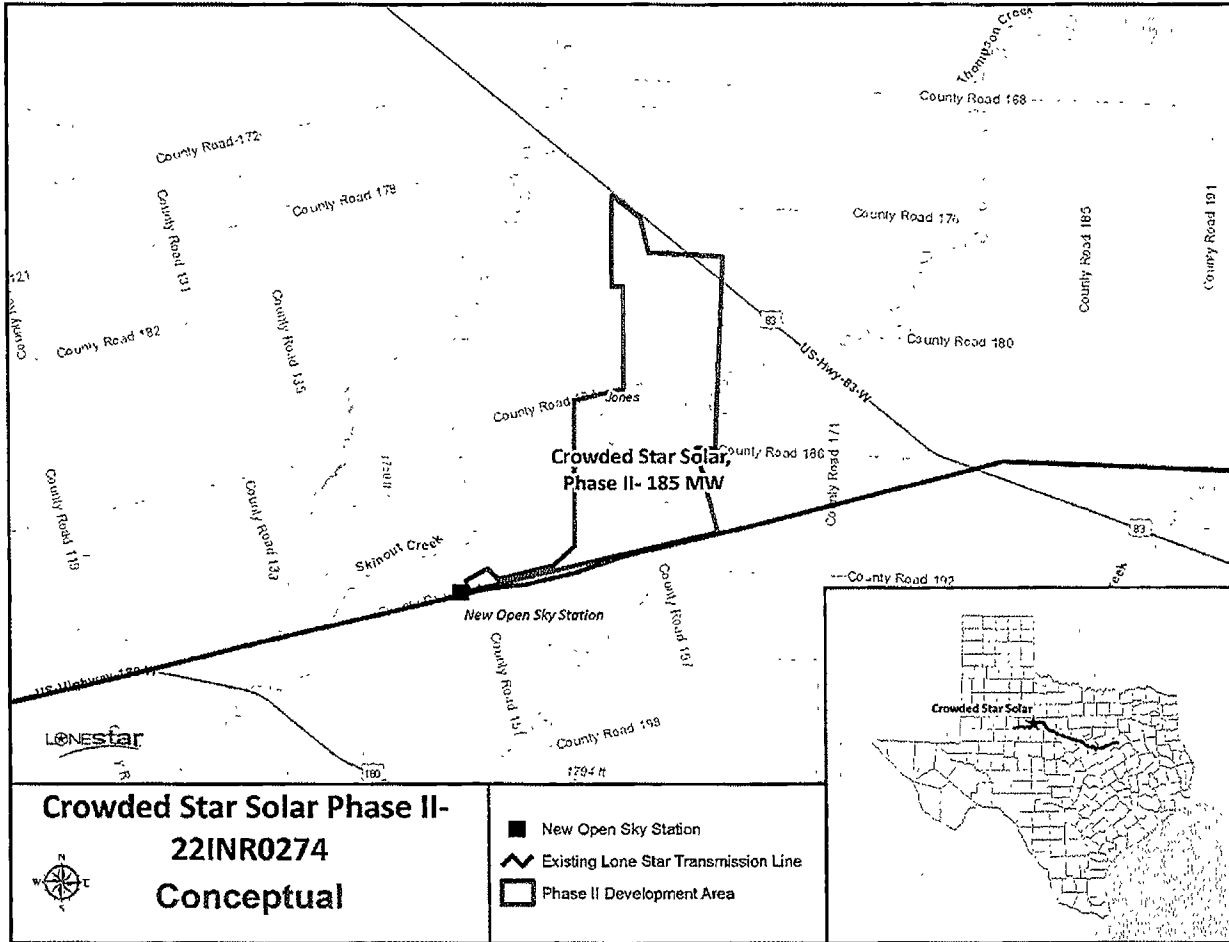 Thompson Creek
County Road 168
County Road 172
County Road 178
County Road 176
County Road 131
County Road 185
County Road 191
121
County Road 182
County Road 135
83
County Road 180
US-Hwy-83-W
Jones
Crowded Star Solar,
Phase II- 185 MW
County Road 186
County Road 171
1750 ft
County Road 119
County Road 133
Skinout Creek
83
County Road 192
New Open Sky Station
County Road 157
County Road 151
County Road 198
US-Highway-180-W
LONESTAR
180
1794 ft
Crowded Star Solar
Crowded Star Solar Phase II-
22INR0274
Conceptual
N
W
S
New Open Sky Station
Existing Lone Star Transmission Line
Phase II Development Area